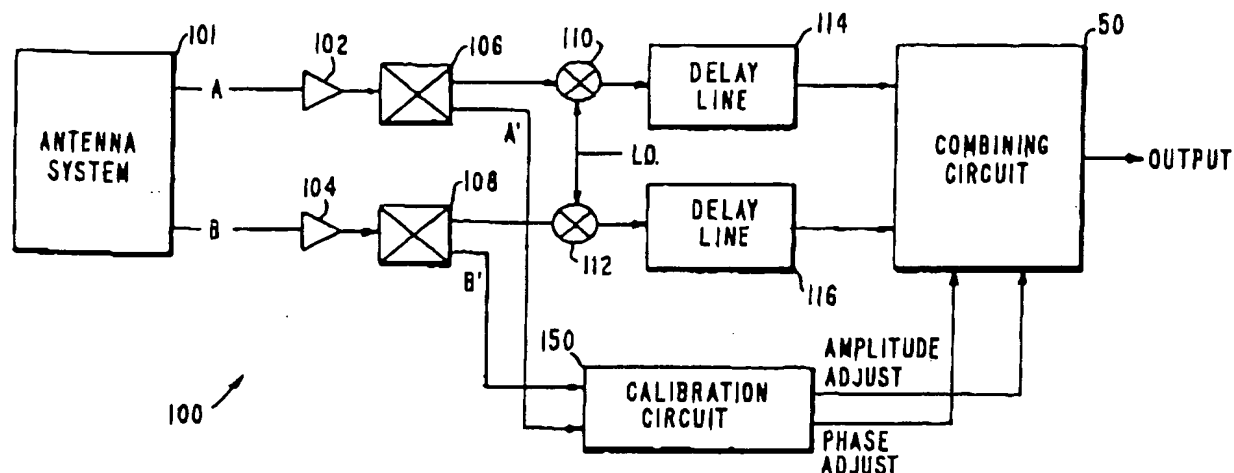 101
102
106
110
114
50
A
DELAY
LINE
A'
L.O.
ANTENNA
SYSTEM
COMBINING
CIRCUIT
OUTPUT
104
108
B
DELAY
LINE
B'
112
116
150
AMPLITUDE
ADJUST
CALIBRATION
CIRCUIT
100
PHASE
ADJUST